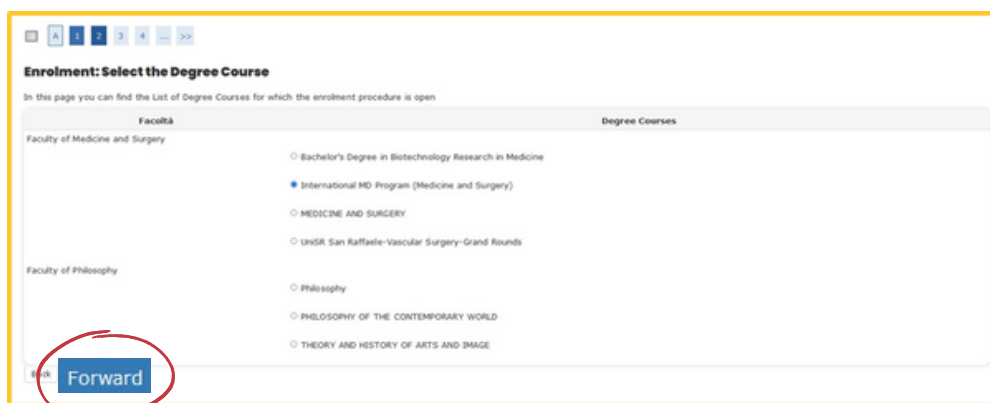 A 1 2 3 4 ... >>
Enrolment: Select the Degree Course
In this page you can find the List of Degree Courses for which the enrolment procedure is open
Facoltà Degree Courses
Faculty of Medicine and Surgery
Bachelor's Degree in Biotechnology Research in Medicine
International MD Program (Medicine and Surgery)
MEDICINE AND SURGERY
UniSR San Raffaele-Vascular Surgery-Grand Rounds
Faculty of Philosophy
Philosophy
PHILOSOPHY OF THE CONTEMPORARY WORLD
THEORY AND HISTORY OF ARTS AND IMAGE
Back Forward